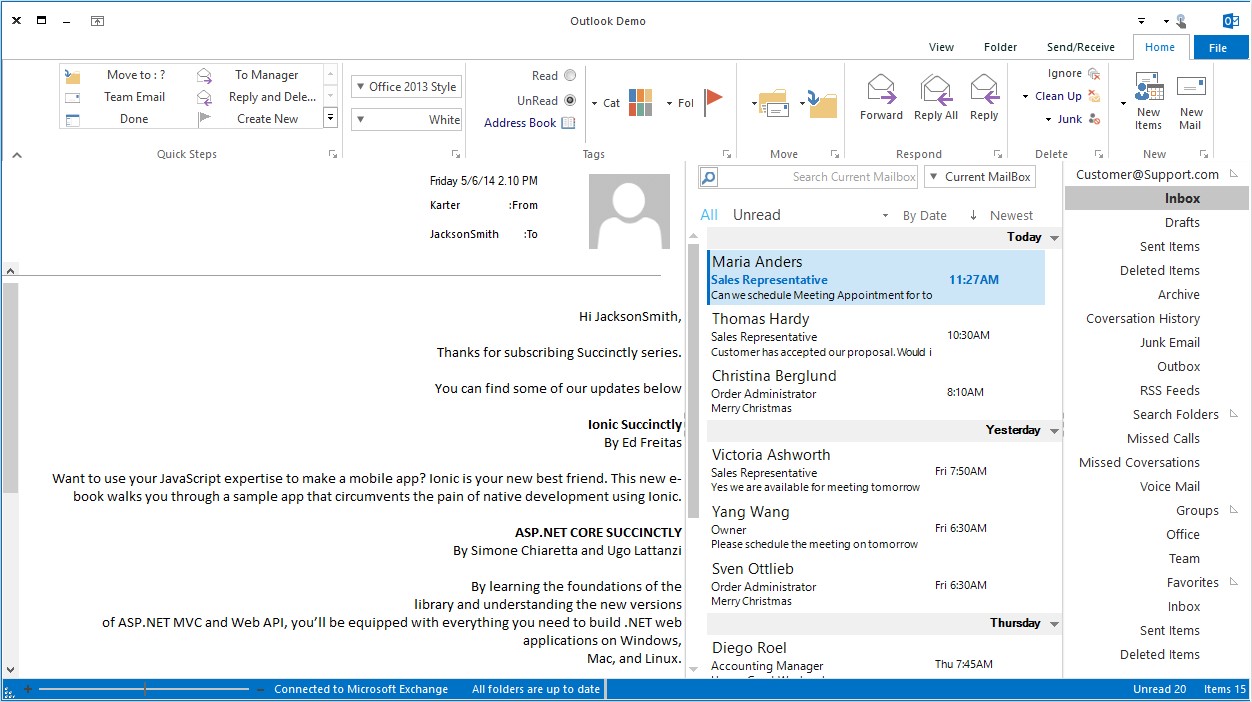 Outlook Demo
File
Home
Send/Receive
Folder
View
New Mail
New Items
New
Ignore
Clean Up
Junk
Delete
Reply
Reply All
Forward
Respond
Move
Fol
Cat
Read
UnRead
Address Book
Tags
Office 2013 Style
White
Move to : ?
Team Email
Done
To Manager
Reply and Dele...
Create New
Quick Steps
Customer@Support.com
Inbox
Drafts
Sent Items
Deleted Items
Archive
Coversation History
Junk Email
Outbox
RSS Feeds
Search Folders
Missed Calls
Missed Coversations
Voice Mail
Groups
Office
Team
Favorites
Inbox
Sent Items
Deleted Items
Search Current Mailbox
Current MailBox
All Unread
By Date
Newest
Today
Maria Anders
Sales Representative 11:27AM
Can we schedule Meeting Appointment for to
Thomas Hardy
Sales Representative 10:30AM
Customer has accepted our proposal. Would i
Christina Berglund
Order Administrator 8:10AM
Merry Christmas
Yesterday
Victoria Ashworth
Sales Representative Fri 7:50AM
Yes we are available for meeting tomorrow
Yang Wang
Owner Fri 6:30AM
Please schedule the meeting on tomorrow
Sven Ottlieb
Order Administrator Fri 6:30AM
Merry Christmas
Thursday
Diego Roel
Accounting Manager Thu 7:45AM
Friday 5/6/14 2.10 PM
Karter :From
JacksonSmith :To
Hi JacksonSmith,
Thanks for subscribing Succinctly series.
You can find some of our updates below
Ionic Succinctly
By Ed Freitas
Want to use your JavaScript expertise to make a mobile app? Ionic is your new best friend. This new e-
book walks you through a sample app that circumvents the pain of native development using Ionic.
ASP.NET CORE SUCCINCTLY
By Simone Chiaretta and Ugo Lattanzi
By learning the foundations of the
library and understanding the new versions
of ASP.NET MVC and Web API, you'll be equipped with everything you need to build .NET web
applications on Windows,
Mac, and Linux.
Connected to Microsoft Exchange
All folders are up to date
Unread 20
Items 15